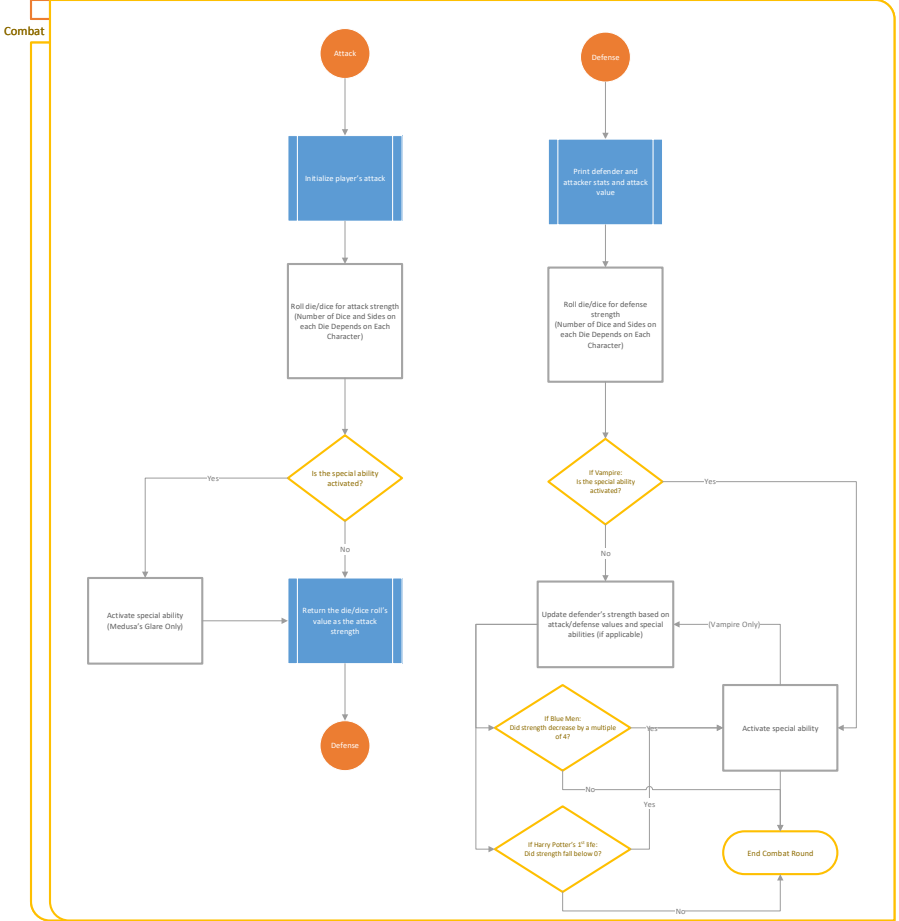 Combat
Attack
Initialize player's attack
Roll die/dice for attack strength
(Number of Dice and Sides on
each Die Depends on Each
Character)
Is the special ability
activated?
Yes
No
Activate special ability
(Medusa's Glare Only)
Return the die/dice roll's
value as the attack
strength
Defense
Defense
Print defender and
attacker stats and attack
value
Roll die/dice for defense
strength
(Number of Dice and Sides on
each Die Depends on Each
Character)
If Vampire:
Is the special ability
activated?
Yes
No
Update defender's strength based on
attack/defense values and special
abilities (if applicable)
(Vampire Only)
If Blue Men:
Did strength decrease by a multiple
of 4?
Yes
Activate special ability
No
Yes
If Harry Potter's 1st life:
Did strength fall below 0?
End Combat Round
No